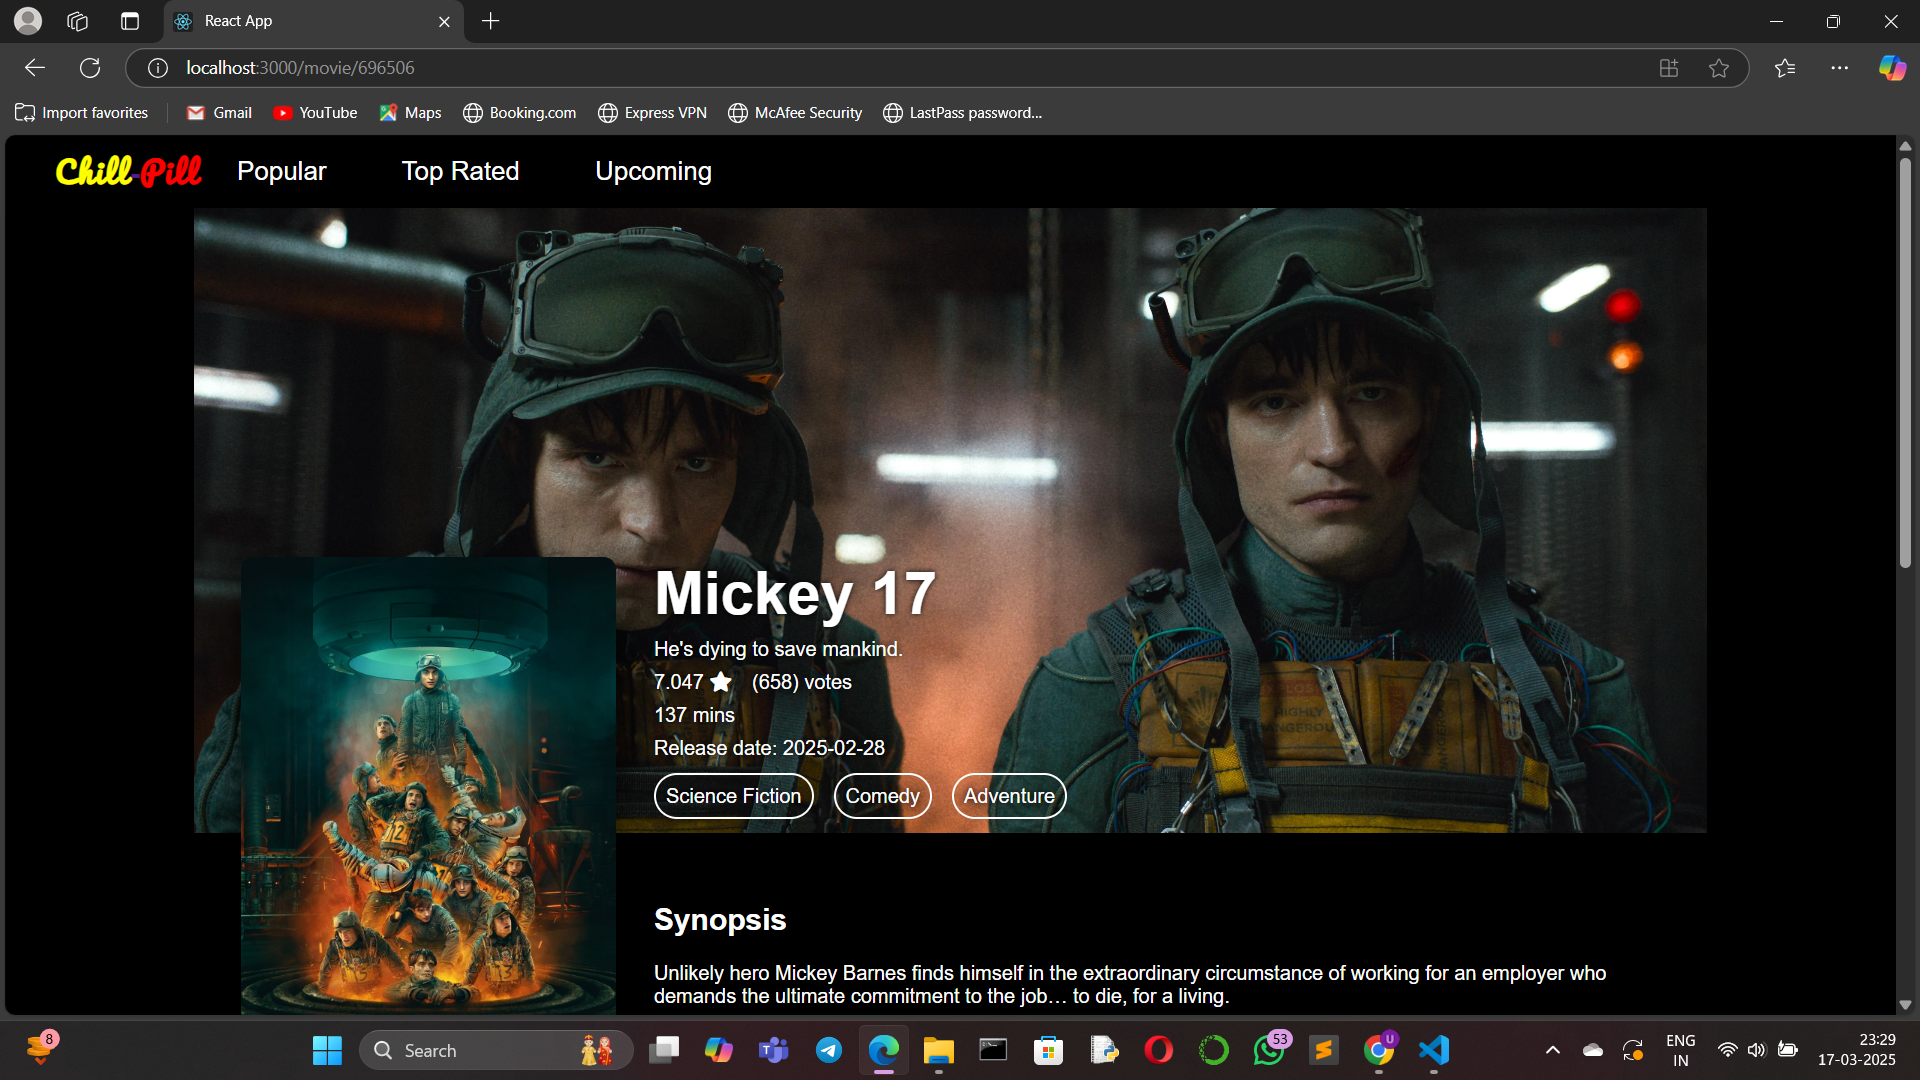 React App
localhost:3000/movie/696506
Import favorites
Gmail
YouTube
Maps
Booking.com
Express VPN
McAfee Security
LastPass password...
Chill-Pill
Popular
Top Rated
Upcoming
Mickey 17
He's dying to save mankind.
7.047 (658) votes
137 mins
Release date: 2025-02-28
Science Fiction
Comedy
Adventure
HIGHLY
12
Synopsis
Unlikely hero Mickey Barnes finds himself in the extraordinary circumstance of working for an employer who
demands the ultimate commitment to the job… to die, for a living.
8
Search
53
U
ENG
IN
23:29
17-03-2025